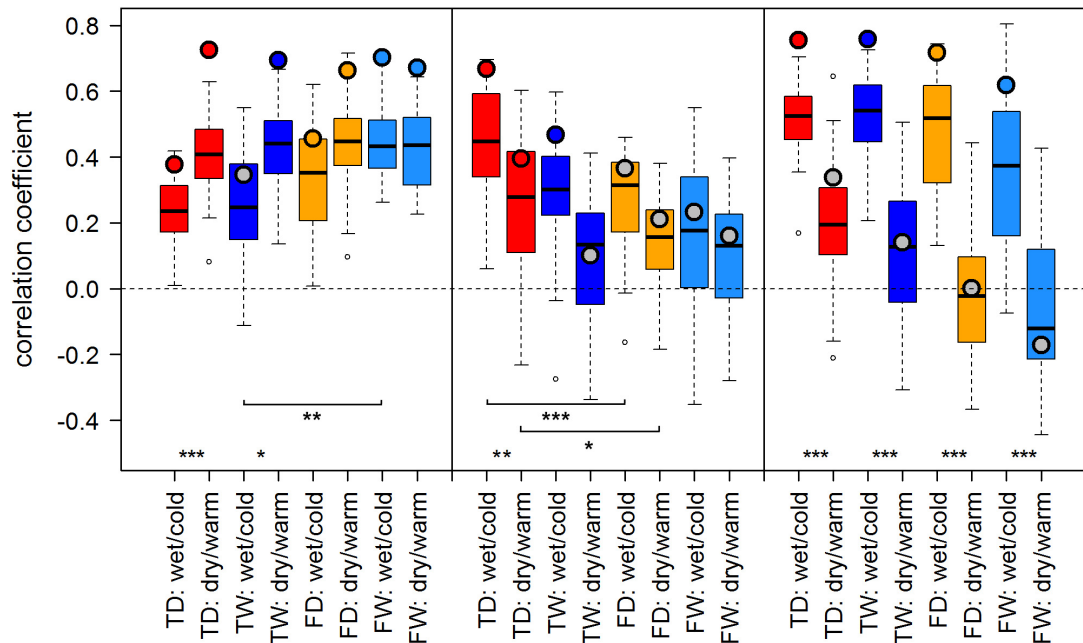 correlation coefficient
0.8
0.6
0.4
0.2
0.0
-0.2
-0.4
**
***
*
*** * ** *** *** *** ***
TD: wet/cold
TD: dry/warm
TW: wet/cold
TW: dry/warm
FD: wet/cold
FD: dry/warm
FW: wet/cold
FW: dry/warm
TD: wet/cold
TD: dry/warm
TW: wet/cold
TW: dry/warm
FD: wet/cold
FD: dry/warm
FW: wet/cold
FW: dry/warm
TD: wet/cold
TD: dry/warm
TW: wet/cold
TW: dry/warm
FD: wet/cold
FD: dry/warm
FW: wet/cold
FW: dry/warm